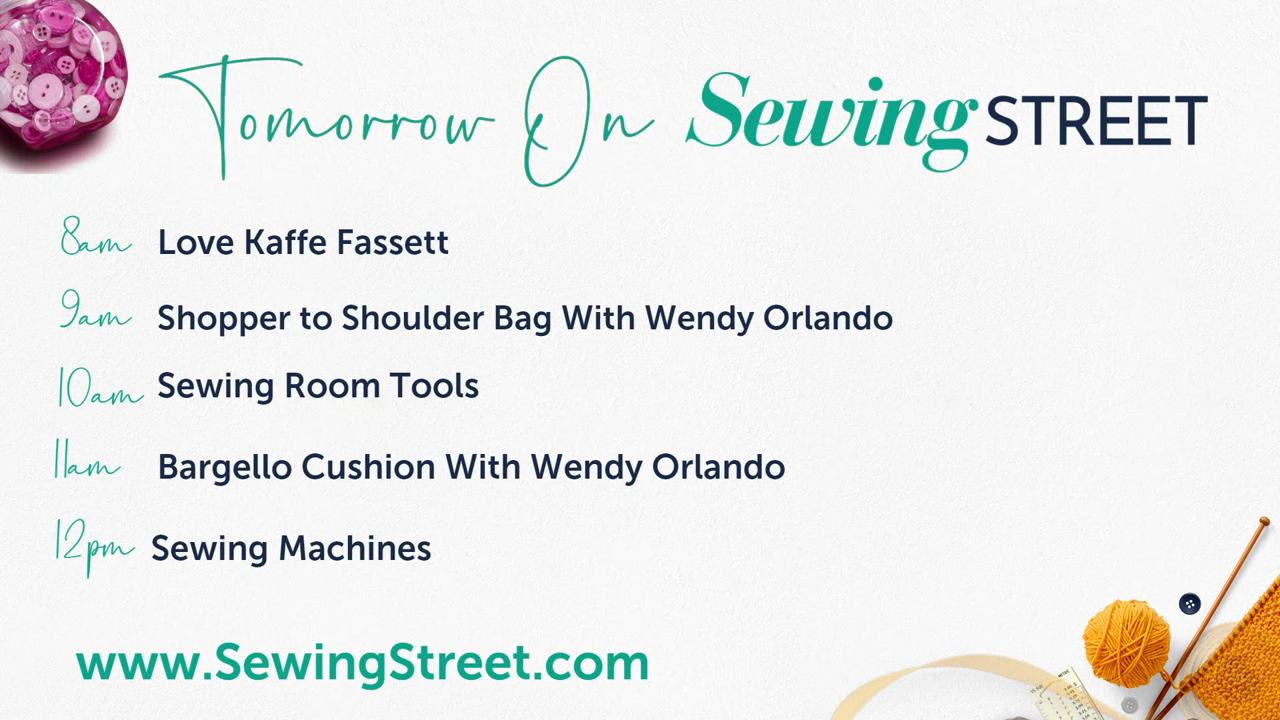 Tomorrow On Sewing STREET
8am Love Kaffe Fassett
9am Shopper to Shoulder Bag With Wendy Orlando
10am Sewing Room Tools
11am Bargello Cushion With Wendy Orlando
12pm Sewing Machines
www.SewingStreet.com